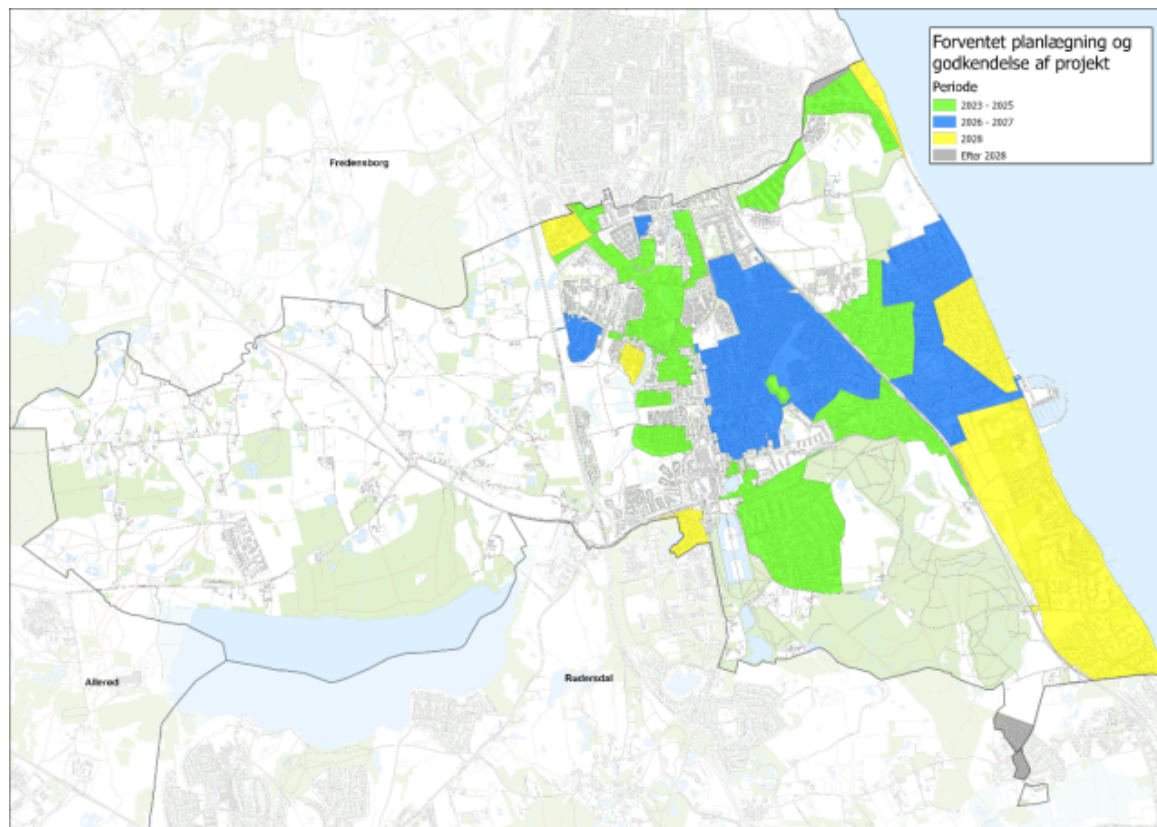 Forventet planlægning og
godkendelse af projekt
Periode
2023 - 2025
2026 - 2027
2028
Efter 2028
Fredensborg
Allerød
Rudersdal